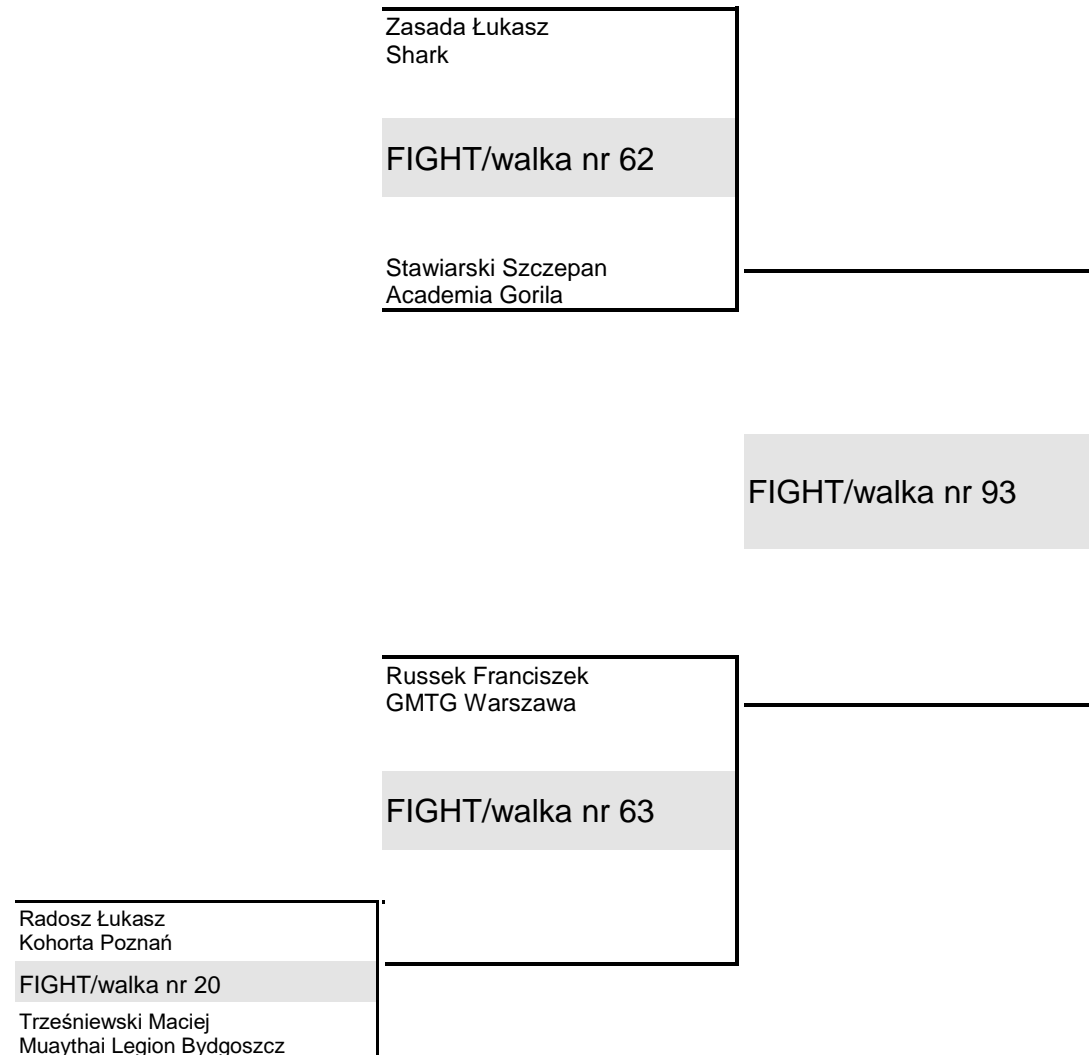 Zasada Łukasz
Shark
FIGHT/walka nr 62
Stawiarski Szczepan
Academia Gorila
FIGHT/walka nr 93
Russek Franciszek
GMTG Warszawa
FIGHT/walka nr 63
Radosz Łukasz
Kohorta Poznań
FIGHT/walka nr 20
Trześniewski Maciej
Muaythai Legion Bydgoszcz